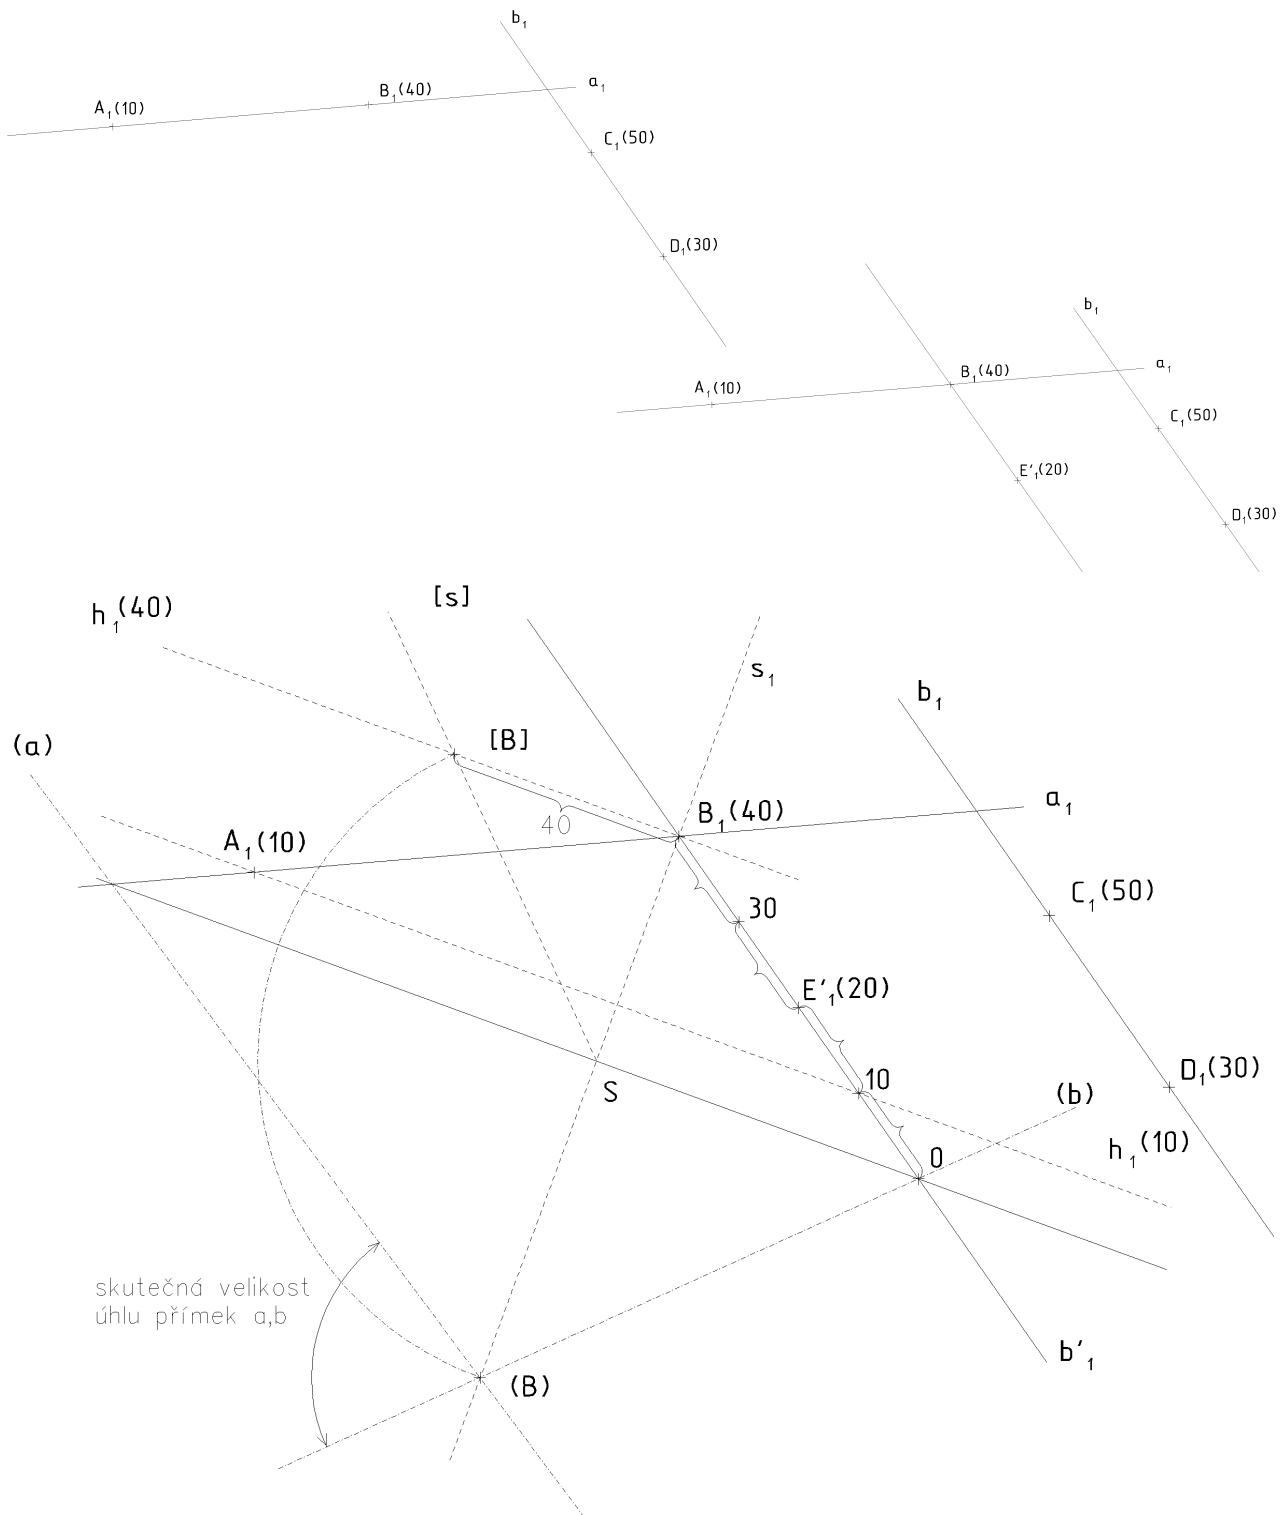 b₁
B₁(40)
a₁
A₁(10)
C₁(50)
D₁(30)
b₁
a₁
B₁(40)
A₁(10)
C₁(50)
E'₁(20)
D₁(30)
[s]
h₁(40)
s₁
b₁
(a)
[B]
a₁
B₁(40)
40
A₁(10)
C₁(50)
30
E'₁(20)
D₁(30)
10
S
(b)
h₁(10)
0
skutečná velikost
úhlu přímek a,b
b'₁
(B)